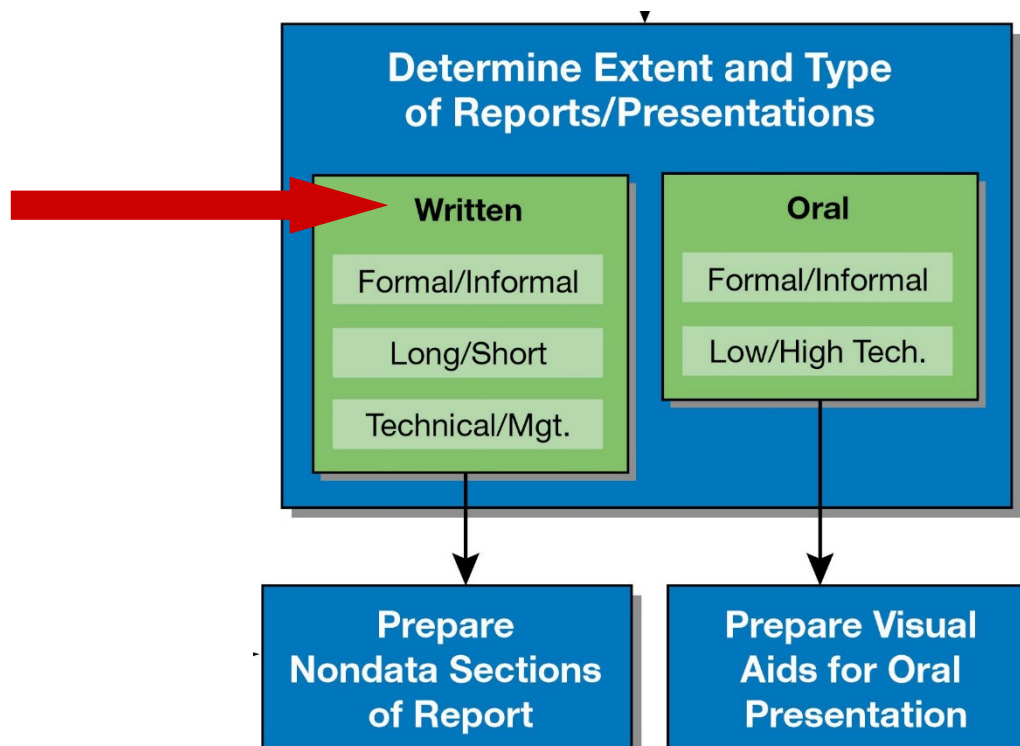 Determine Extent and Type
of Reports/Presentations
Written
Formal/Informal
Long/Short
Technical/Mgt.
Oral
Formal/Informal
Low/High Tech.
Prepare
Nondata Sections
of Report
Prepare Visual
Aids for Oral
Presentation